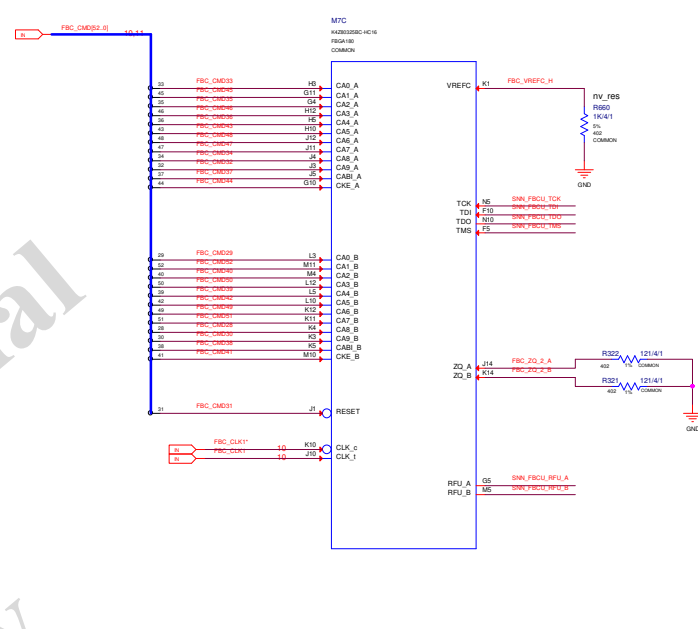 M7C
K4Z80325BC-HC16
FBGA180
COMMON
IN FBC_CMD[52..0] 10,11
33 FBC_CMD33 H3 CA0_A
45 FBC_CMD45 G11 CA1_A
35 FBC_CMD35 G4 CA2_A
46 FBC_CMD46 H12 CA3_A
36 FBC_CMD36 H5 CA4_A
43 FBC_CMD43 H10 CA5_A
48 FBC_CMD48 J12 CA6_A
47 FBC_CMD47 J11 CA7_A
34 FBC_CMD34 J4 CA8_A
32 FBC_CMD32 J3 CA9_A
37 FBC_CMD37 J5 CABI_A
44 FBC_CMD44 G10 CKE_A
VREFC K1 FBC_VREFC_H
nv_res
R660
1K/4/1
5%
402
COMMON
GND
TCK N5 SNN_FBCU_TCK
TDI F10 SNN_FBCU_TDI
TDO N10 SNN_FBCU_TDO
TMS F5 SNN_FBCU_TMS
29 FBC_CMD29 L3 CA0_B
52 FBC_CMD52 M11 CA1_B
40 FBC_CMD40 M4 CA2_B
50 FBC_CMD50 L12 CA3_B
39 FBC_CMD39 L5 CA4_B
42 FBC_CMD42 L10 CA5_B
49 FBC_CMD49 K12 CA6_B
51 FBC_CMD51 K11 CA7_B
28 FBC_CMD28 K4 CA8_B
30 FBC_CMD30 K3 CA9_B
38 FBC_CMD38 K5 CABI_B
41 FBC_CMD41 M10 CKE_B
ZQ_A J14 FBC_ZQ_2_A R322 121/4/1
402 1% COMMON
ZQ_B K14 FBC_ZQ_2_B R321 121/4/1
402 1% COMMON
GND
31 FBC_CMD31 J1 RESET
IN FBC_CLK1* 10 K10 CLK_c
IN FBC_CLK1 10 J10 CLK_t
RFU_A G5 SNN_FBCU_RFU_A
RFU_B M5 SNN_FBCU_RFU_B